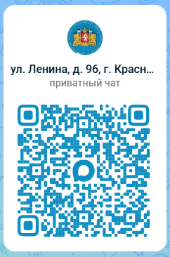 ул. Ленина, д. 96, г. Красн...
приватный чат